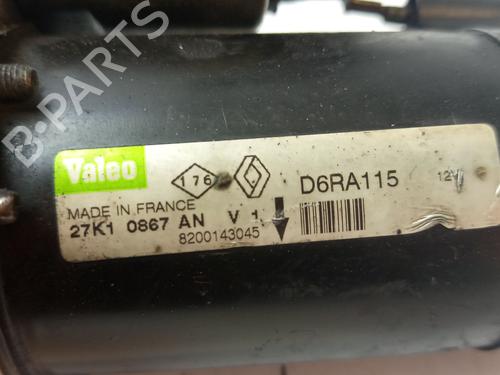 B-PARTS
Valeo
176
D6RA115
12V
MADE IN FRANCE
27K1 0867 AN V 1
8200143045